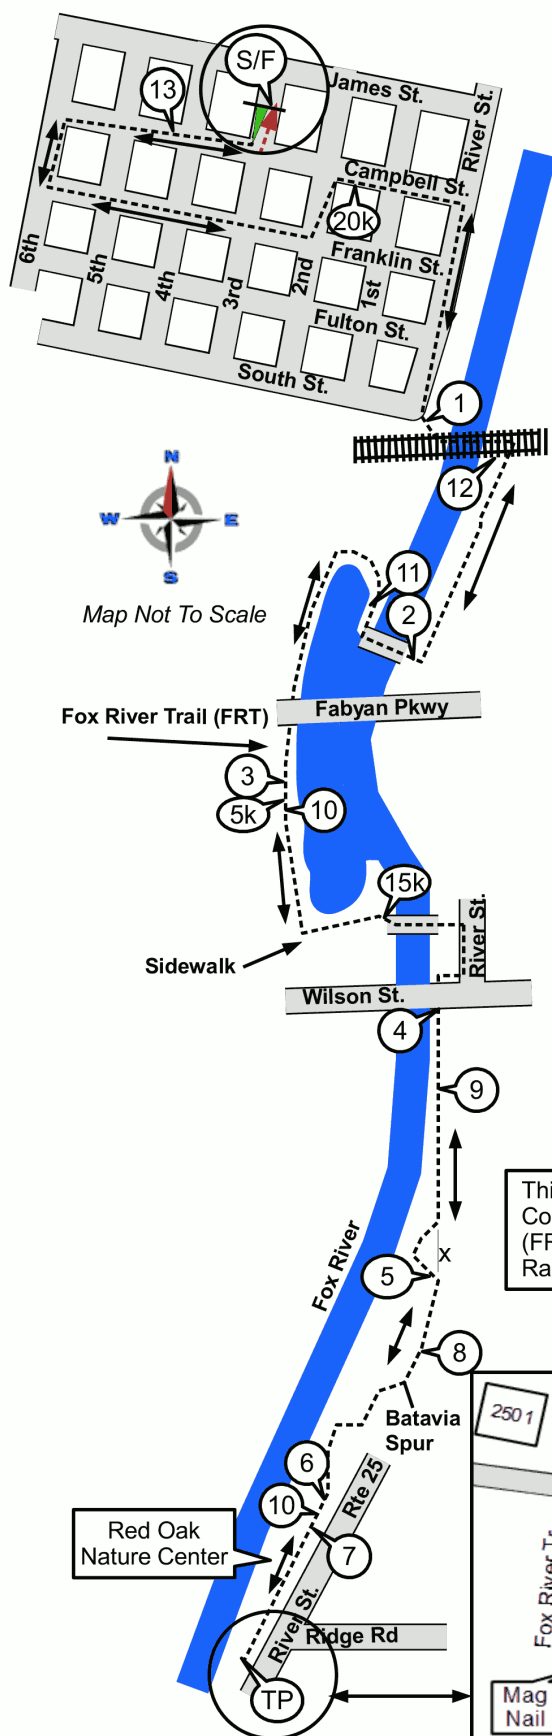 S/F
James St.
River St.
13
Campbell St.
20k
Franklin St.
6th
5th
4th
3rd
2nd
1st
Fulton St.
South St.
1
12
N
W
E
S
Map Not To Scale
11
2
Fox River Trail (FRT)
Fabyan Pkwy
3
5k
10
15k
Sidewalk
River St.
Wilson St.
4
9
Fox River
x
5
8
Batavia
Spur
6
Rte 25
10
7
Red Oak
Nature Center
River St.
Ridge Rd
TP
2501
Mag
Nail